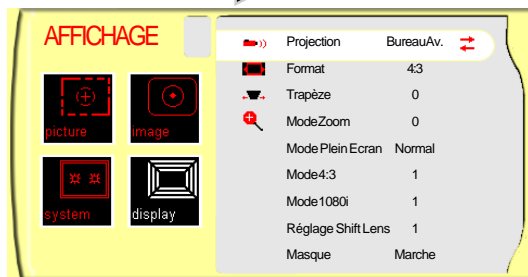 AFFICHAGE
picture
image
system
display
Projection BureauAv.
Format 4:3
Trapèze 0
ModeZoom 0
Mode Plein Ecran Normal
Mode4:3 1
Mode1080i 1
Réglage Shift Lens 1
Masque Marche